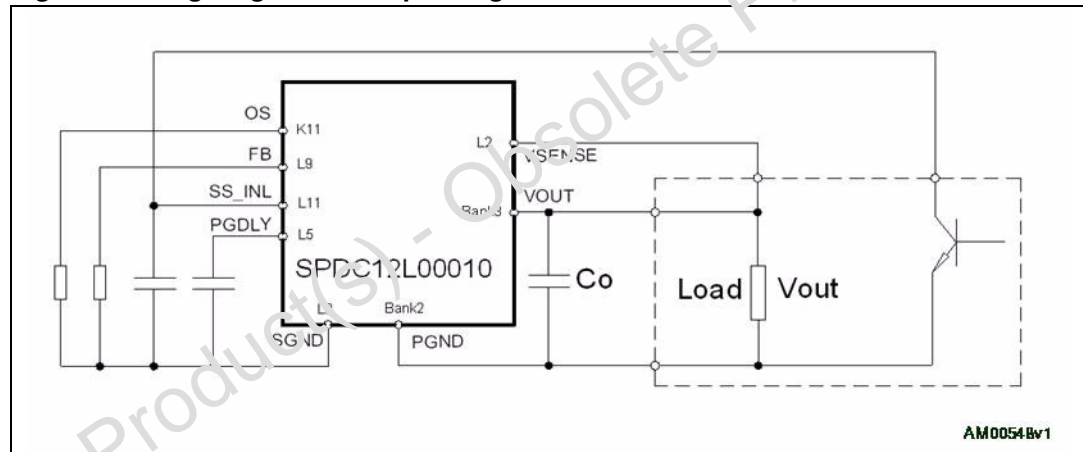 OS
K11
FB
L9
SS_INL
L11
PGDLY
L5
L2
VSENSE
VOUT
SPDC12L00010
Bank2
SGND
PGND
Co
Load
Vout
Product(s) - Obsolete
AM00548v1